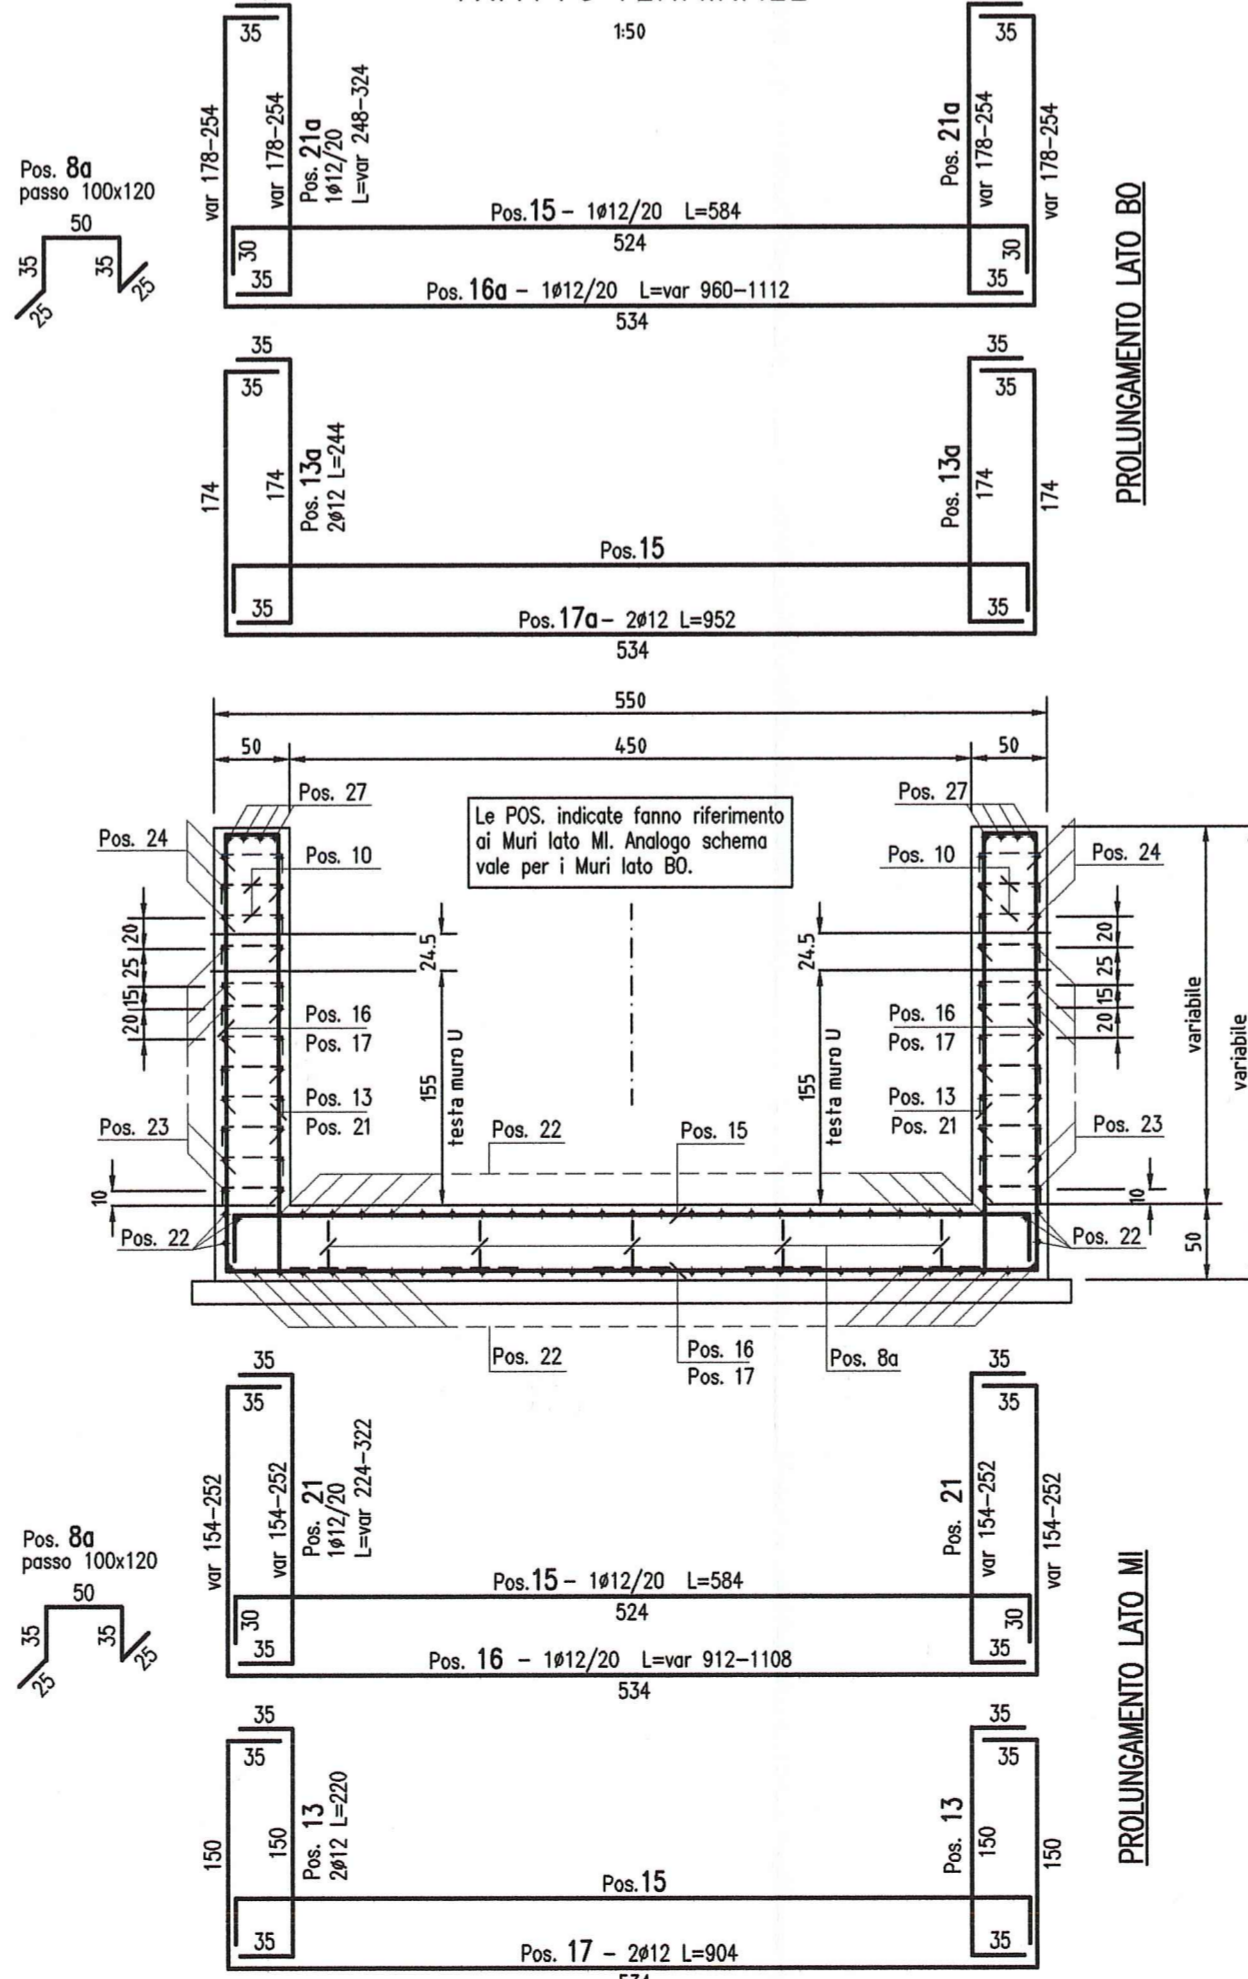 1:50
35
35
var 178-254
var 178-254
Pos. 21a
1ø12/20
L=var 248-324
Pos. 21a
var 178-254
var 178-254
Pos. 8a
passo 100x120
50
35
35
25
25
Pos. 15 - 1ø12/20 L=584
524
30
30
35
35
Pos. 16a - 1ø12/20 L=var 960-1112
534
PROLUNGAMENTO LATO BO
35
35
35
35
174
174
Pos. 13a
2ø12 L=244
Pos. 13a
174
174
Pos. 15
35
35
Pos. 17a - 2ø12 L=952
534
550
50
450
50
Pos. 27
Pos. 27
Le POS. indicate fanno riferimento
ai Muri lato MI. Analogo schema
vale per i Muri lato BO.
Pos. 24
Pos. 10
Pos. 10
Pos. 24
20
25
15
20
24.5
24.5
20
25
15
20
Pos. 16
Pos. 17
Pos. 16
Pos. 17
155
testa muro U
155
testa muro U
variabile
variabile
Pos. 13
Pos. 21
Pos. 13
Pos. 21
Pos. 23
Pos. 22
Pos. 15
Pos. 23
10
10
Pos. 22
Pos. 22
50
Pos. 22
Pos. 16
Pos. 17
Pos. 8a
35
35
35
35
var 154-252
var 154-252
Pos. 21
1ø12/20
L=var 224-322
Pos. 21
var 154-252
var 154-252
Pos. 8a
passo 100x120
50
35
35
25
25
Pos. 15 - 1ø12/20 L=584
524
30
30
35
35
Pos. 16 - 1ø12/20 L=var 912-1108
534
PROLUNGAMENTO LATO MI
35
35
35
35
150
150
Pos. 13
2ø12 L=220
Pos. 13
150
150
Pos. 15
35
35
Pos. 17 - 2ø12 L=904